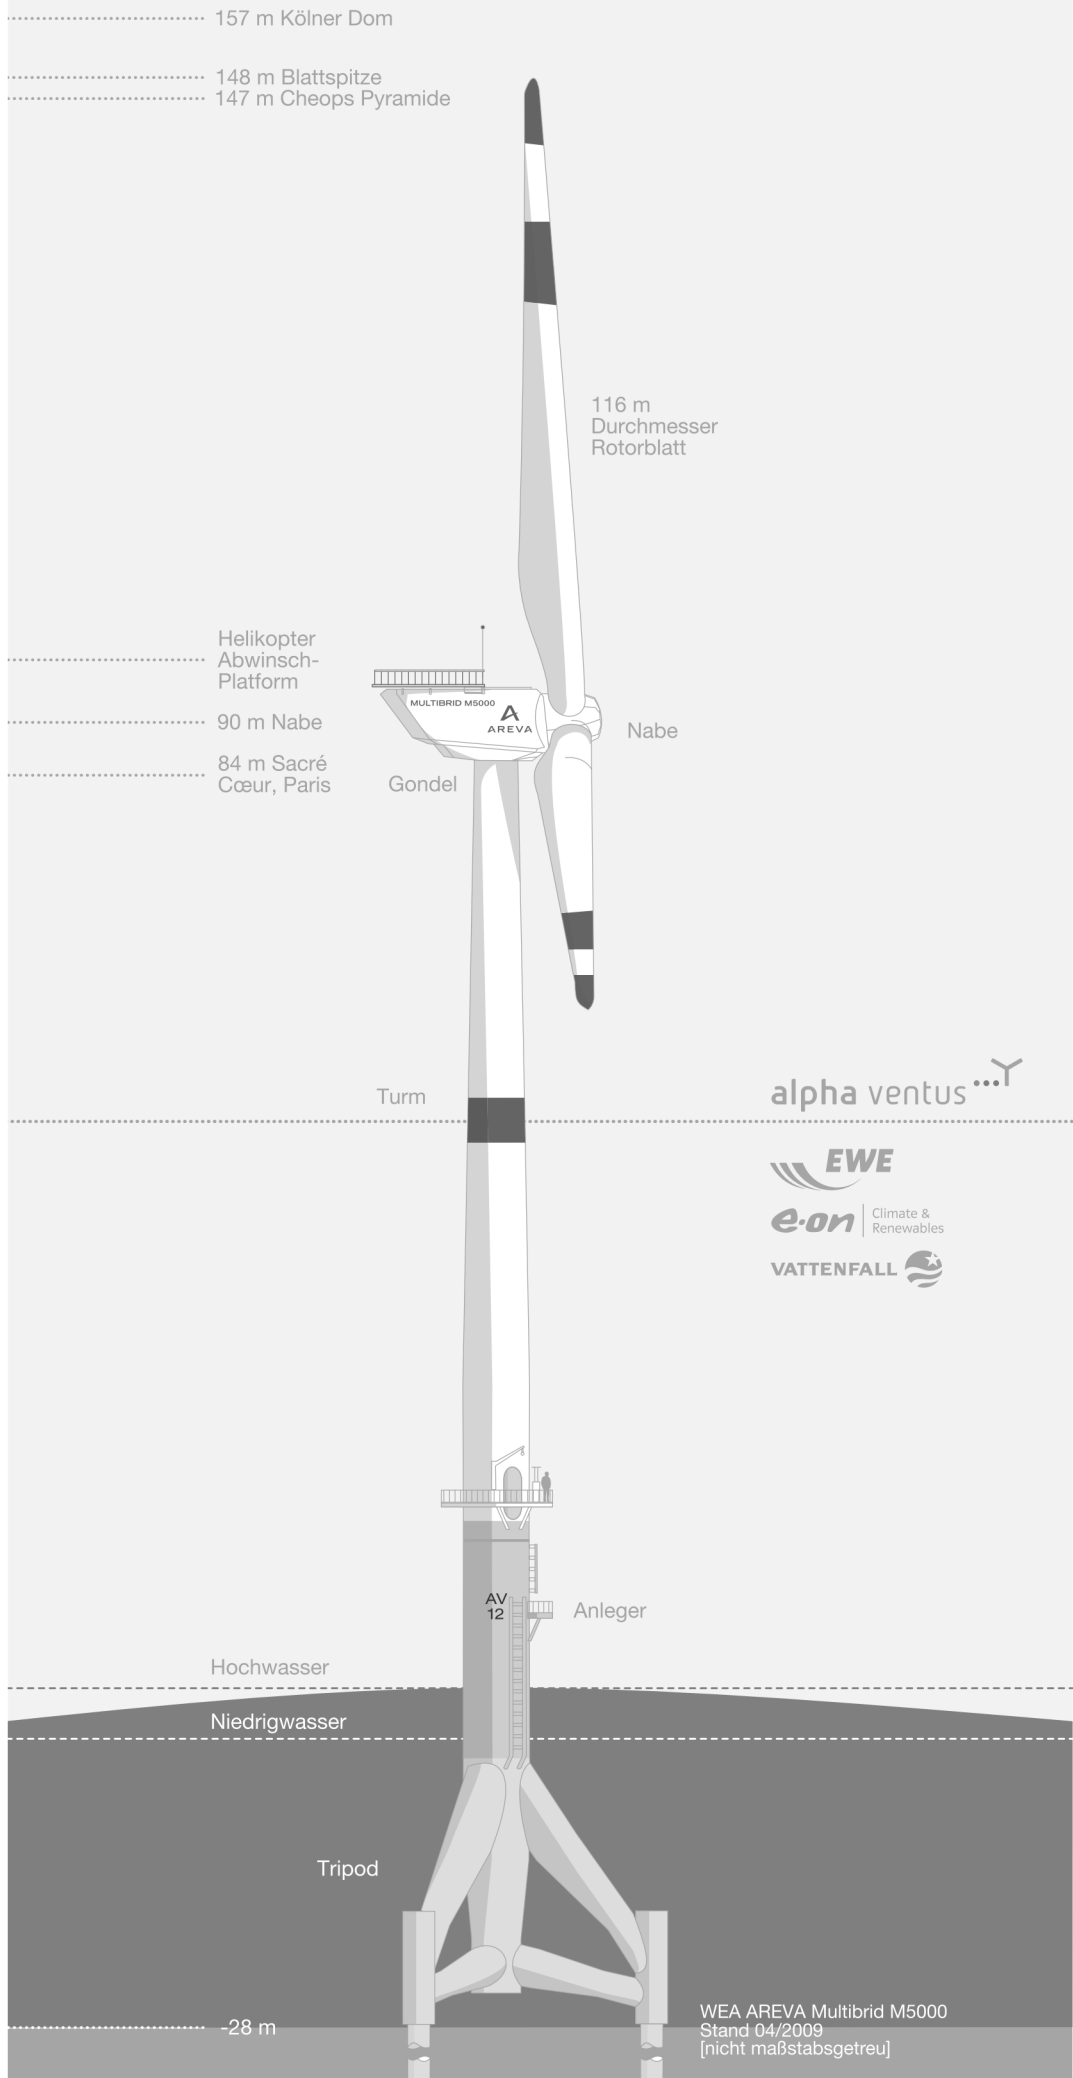 157 m Kölner Dom
148 m Blattspitze
147 m Cheops Pyramide
116 m
Durchmesser
Rotorblatt
Helikopter
Abwinsch-
Platform
MULTIBRID M5000
AREVA
90 m Nabe
Nabe
84 m Sacré
Cœur, Paris
Gondel
Turm
alpha ventus
EWE
e·on
Climate &
Renewables
VATTENFALL
AV
12
Anleger
Hochwasser
Niedrigwasser
Tripod
-28 m
WEA AREVA Multibrid M5000
Stand 04/2009
[nicht maßstabsgetreu]